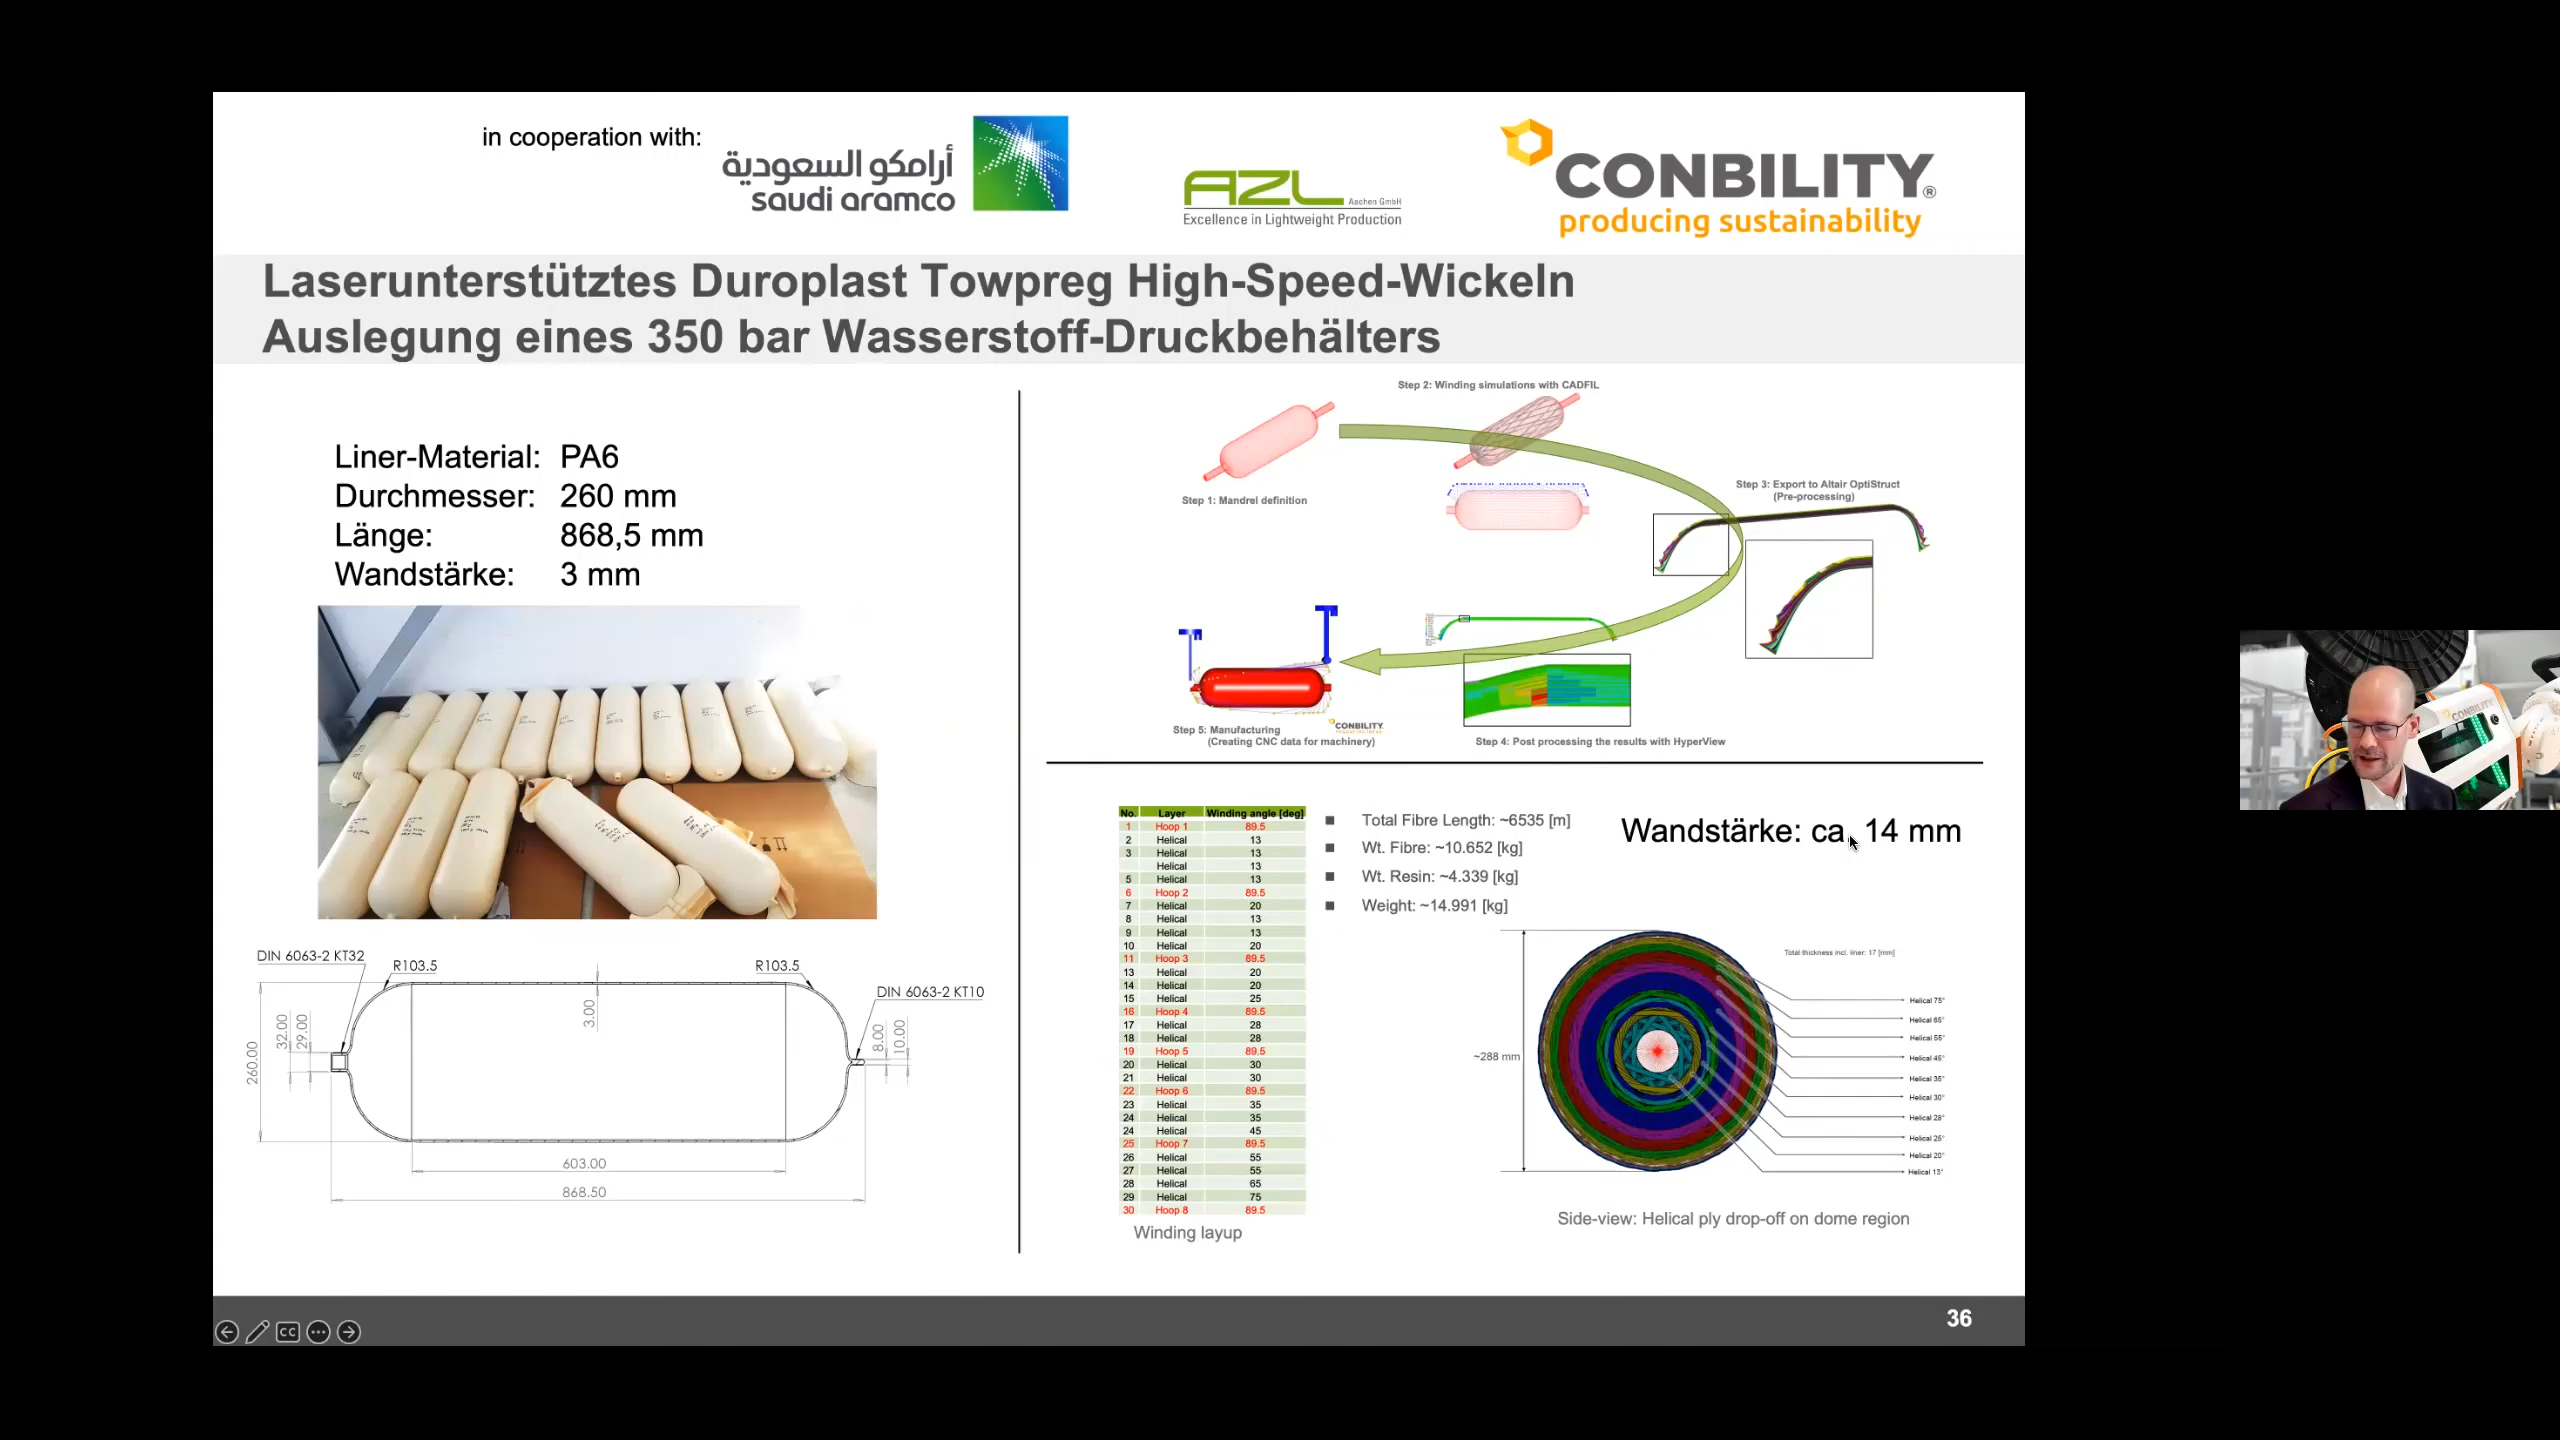 in cooperation with:
أرامكو السعودية
saudi aramco
AZL Aachen GmbH
Excellence in Lightweight Production
CONBILITY®
producing sustainability
Laserunterstütztes Duroplast Towpreg High-Speed-Wickeln
Auslegung eines 350 bar Wasserstoff-Druckbehälters
Liner-Material: PA6
Durchmesser: 260 mm
Länge: 868,5 mm
Wandstärke: 3 mm
DIN 6063-2 KT32
R103.5
R103.5
DIN 6063-2 KT10
260.00
32.00
29.00
3.00
8.00
10.00
603.00
868.50
Step 1: Mandrel definition
Step 2: Winding simulations with CADFIL
Step 3: Export to Altair OptiStruct
(Pre-processing)
Step 4: Post processing the results with HyperView
Step 5: Manufacturing
(Creating CNC data for machinery)
CONBILITY
No. Layer Winding angle [deg]
1 Hoop 1 89.5
2 Helical 13
3 Helical 13
Helical 13
5 Helical 13
6 Hoop 2 89.5
7 Helical 20
8 Helical 13
9 Helical 13
10 Helical 20
11 Hoop 3 89.5
13 Helical 20
14 Helical 20
15 Helical 25
16 Hoop 4 89.5
17 Helical 28
18 Helical 28
19 Hoop 5 89.5
20 Helical 30
21 Helical 30
22 Hoop 6 89.5
23 Helical 35
24 Helical 35
24 Helical 45
25 Hoop 7 89.5
26 Helical 55
27 Helical 55
28 Helical 65
29 Helical 75
30 Hoop 8 89.5
Winding layup
Total Fibre Length: ~6535 [m]
Wt. Fibre: ~10.652 [kg]
Wt. Resin: ~4.339 [kg]
Weight: ~14.991 [kg]
Wandstärke: ca. 14 mm
Total thickness incl. liner: 17 [mm]
~288 mm
Helical 75°
Helical 65°
Helical 55°
Helical 45°
Helical 35°
Helical 30°
Helical 28°
Helical 25°
Helical 20°
Helical 13°
Side-view: Helical ply drop-off on dome region
36
CC
CONBILITY